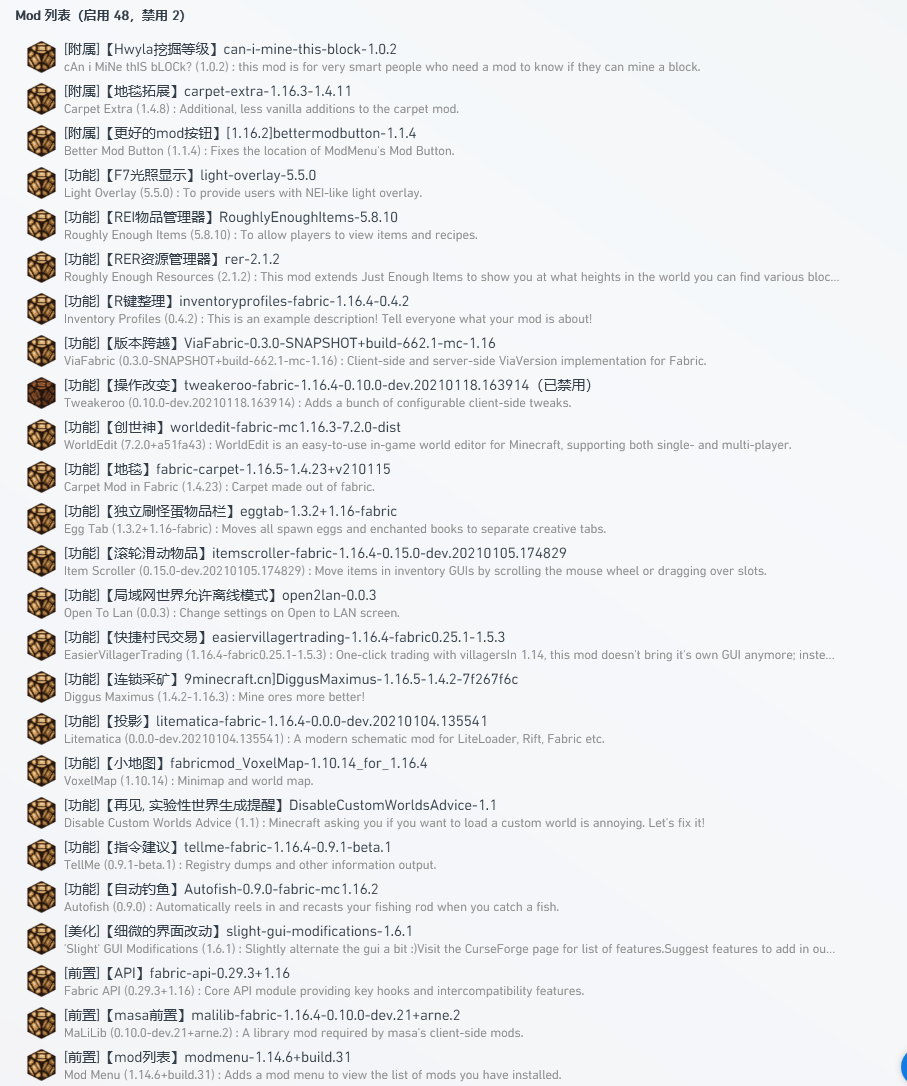 Mod 列表（启用 48，禁用 2）
[附属]【Hwyla挖掘等级】can-i-mine-this-block-1.0.2
cAn i MiNe thIS bLOCk? (1.0.2) : this mod is for very smart people who need a mod to know if they can mine a block.
[附属]【地毯拓展】carpet-extra-1.16.3-1.4.11
Carpet Extra (1.4.8) : Additional, less vanilla additions to the carpet mod.
[附属]【更好的mod按钮】[1.16.2]bettermodbutton-1.1.4
Better Mod Button (1.1.4) : Fixes the location of ModMenu's Mod Button.
[功能]【F7光照显示】light-overlay-5.5.0
Light Overlay (5.5.0) : To provide users with NEI-like light overlay.
[功能]【REI物品管理器】RoughlyEnoughItems-5.8.10
Roughly Enough Items (5.8.10) : To allow players to view items and recipes.
[功能]【RER资源管理器】rer-2.1.2
Roughly Enough Resources (2.1.2) : This mod extends Just Enough Items to show you at what heights in the world you can find various bloc...
[功能]【R键整理】inventoryprofiles-fabric-1.16.4-0.4.2
Inventory Profiles (0.4.2) : This is an example description! Tell everyone what your mod is about!
[功能]【版本跨越】ViaFabric-0.3.0-SNAPSHOT+build-662.1-mc-1.16
ViaFabric (0.3.0-SNAPSHOT+build-662.1-mc-1.16) : Client-side and server-side ViaVersion implementation for Fabric.
[功能]【操作改变】tweakeroo-fabric-1.16.4-0.10.0-dev.20210118.163914（已禁用）
Tweakeroo (0.10.0-dev.20210118.163914) : Adds a bunch of configurable client-side tweaks.
[功能]【创世神】worldedit-fabric-mc1.16.3-7.2.0-dist
WorldEdit (7.2.0+a51fa43) : WorldEdit is an easy-to-use in-game world editor for Minecraft, supporting both single- and multi-player.
[功能]【地毯】fabric-carpet-1.16.5-1.4.23+v210115
Carpet Mod in Fabric (1.4.23) : Carpet made out of fabric.
[功能]【独立刷怪蛋物品栏】eggtab-1.3.2+1.16-fabric
Egg Tab (1.3.2+1.16-fabric) : Moves all spawn eggs and enchanted books to separate creative tabs.
[功能]【滚轮滑动物品】itemscroller-fabric-1.16.4-0.15.0-dev.20210105.174829
Item Scroller (0.15.0-dev.20210105.174829) : Move items in inventory GUIs by scrolling the mouse wheel or dragging over slots.
[功能]【局域网世界允许离线模式】open2lan-0.0.3
Open To Lan (0.0.3) : Change settings on Open to LAN screen.
[功能]【快捷村民交易】easiervillagertrading-1.16.4-fabric0.25.1-1.5.3
EasierVillagerTrading (1.16.4-fabric0.25.1-1.5.3) : One-click trading with villagersIn 1.14, this mod doesn't bring it's own GUI anymore; inste...
[功能]【连锁采矿】9minecraft.cn]DiggusMaximus-1.16.5-1.4.2-7f267f6c
Diggus Maximus (1.4.2-1.16.3) : Mine ores more better!
[功能]【投影】litematica-fabric-1.16.4-0.0.0-dev.20210104.135541
Litematica (0.0.0-dev.20210104.135541) : A modern schematic mod for LiteLoader, Rift, Fabric etc.
[功能]【小地图】fabricmod_VoxelMap-1.10.14_for_1.16.4
VoxelMap (1.10.14) : Minimap and world map.
[功能]【再见, 实验性世界生成提醒】DisableCustomWorldsAdvice-1.1
Disable Custom Worlds Advice (1.1) : Minecraft asking you if you want to load a custom world is annoying. Let's fix it!
[功能]【指令建议】tellme-fabric-1.16.4-0.9.1-beta.1
TellMe (0.9.1-beta.1) : Registry dumps and other information output.
[功能]【自动钓鱼】Autofish-0.9.0-fabric-mc1.16.2
Autofish (0.9.0) : Automatically reels in and recasts your fishing rod when you catch a fish.
[美化]【细微的界面改动】slight-gui-modifications-1.6.1
'Slight' GUI Modifications (1.6.1) : Slightly alternate the gui a bit :)Visit the CurseForge page for list of features.Suggest features to add in ou...
[前置]【API】fabric-api-0.29.3+1.16
Fabric API (0.29.3+1.16) : Core API module providing key hooks and intercompatibility features.
[前置]【masa前置】malilib-fabric-1.16.4-0.10.0-dev.21+arne.2
MaLiLib (0.10.0-dev.21+arne.2) : A library mod required by masa's client-side mods.
[前置]【mod列表】modmenu-1.14.6+build.31
Mod Menu (1.14.6+build.31) : Adds a mod menu to view the list of mods you have installed.